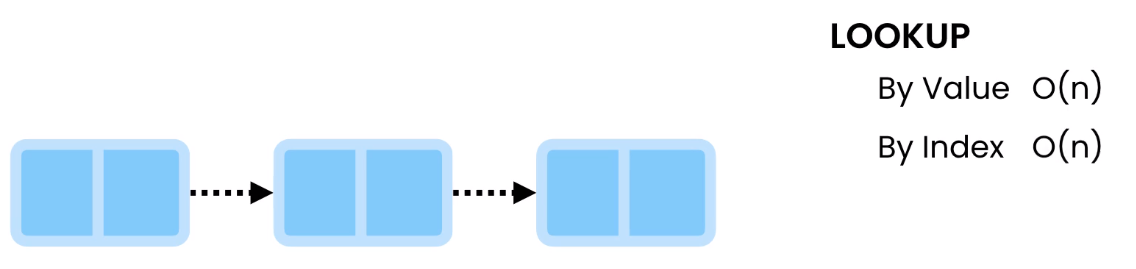 LOOKUP
By Value O(n)
By Index O(n)